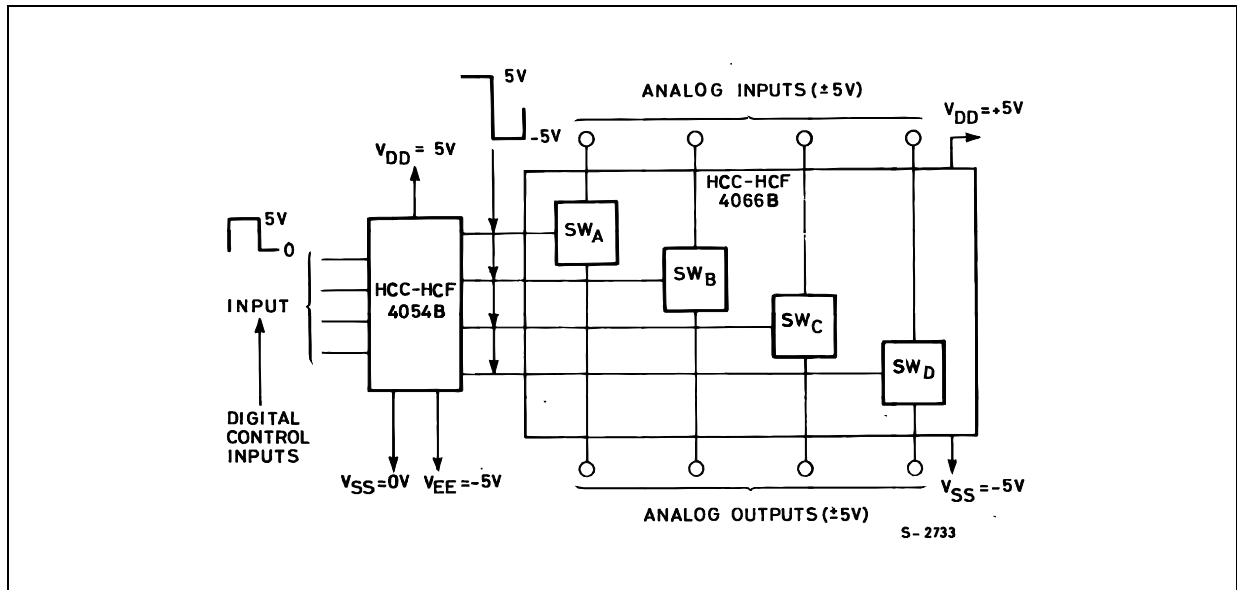 5V
-5V
ANALOG INPUTS (±5V)
VDD=+5V
VDD= 5V
HCC-HCF
4066B
5V
0
SWA
SWB
SWC
SWD
INPUT
HCC-HCF
4054B
DIGITAL
CONTROL
INPUTS
VSS=0V VEE=-5V
VSS=-5V
ANALOG OUTPUTS (±5V)
S-2733